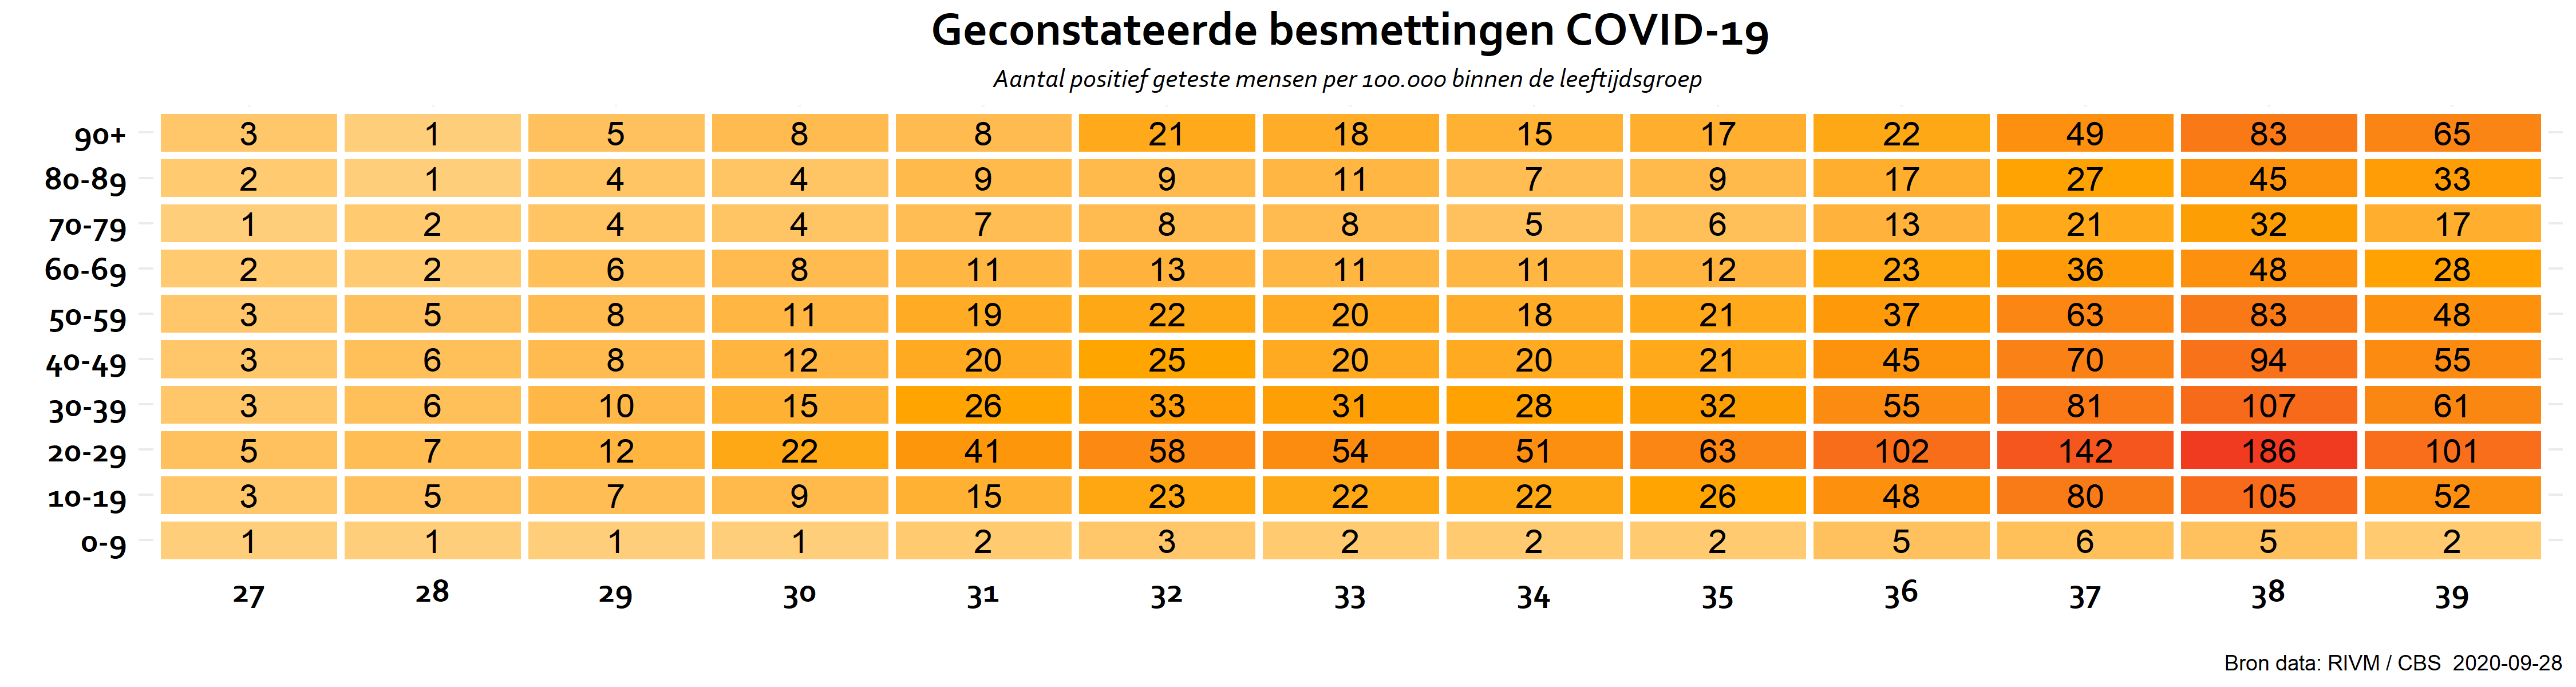 Geconstateerde besmettingen COVID-19
Aantal positief geteste mensen per 100.000 binnen de leeftijdsgroep
90+ 3 1 5 8 8 21 18 15 17 22 49 83 65
80-89 2 1 4 4 9 9 11 7 9 17 27 45 33
70-79 1 2 4 4 7 8 8 5 6 13 21 32 17
60-69 2 2 6 8 11 13 11 11 12 23 36 48 28
50-59 3 5 8 11 19 22 20 18 21 37 63 83 48
40-49 3 6 8 12 20 25 20 20 21 45 70 94 55
30-39 3 6 10 15 26 33 31 28 32 55 81 107 61
20-29 5 7 12 22 41 58 54 51 63 102 142 186 101
10-19 3 5 7 9 15 23 22 22 26 48 80 105 52
0-9 1 1 1 1 2 3 2 2 2 5 6 5 2
27 28 29 30 31 32 33 34 35 36 37 38 39
Bron data: RIVM / CBS 2020-09-28